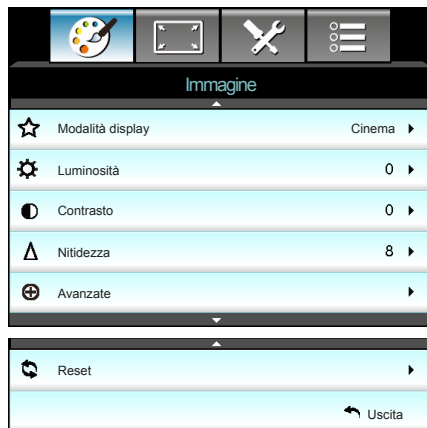 Immagine
Modalità display Cinema
Luminosità 0
Contrasto 0
Nitidezza 8
Avanzate
Reset
Uscita